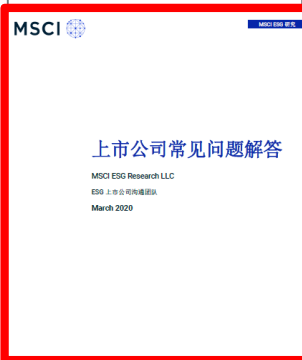 MSCI
MSCI ESG 研究
上市公司常见问题解答
MSCI ESG Research LLC
ESG 上市公司沟通团队
March 2020